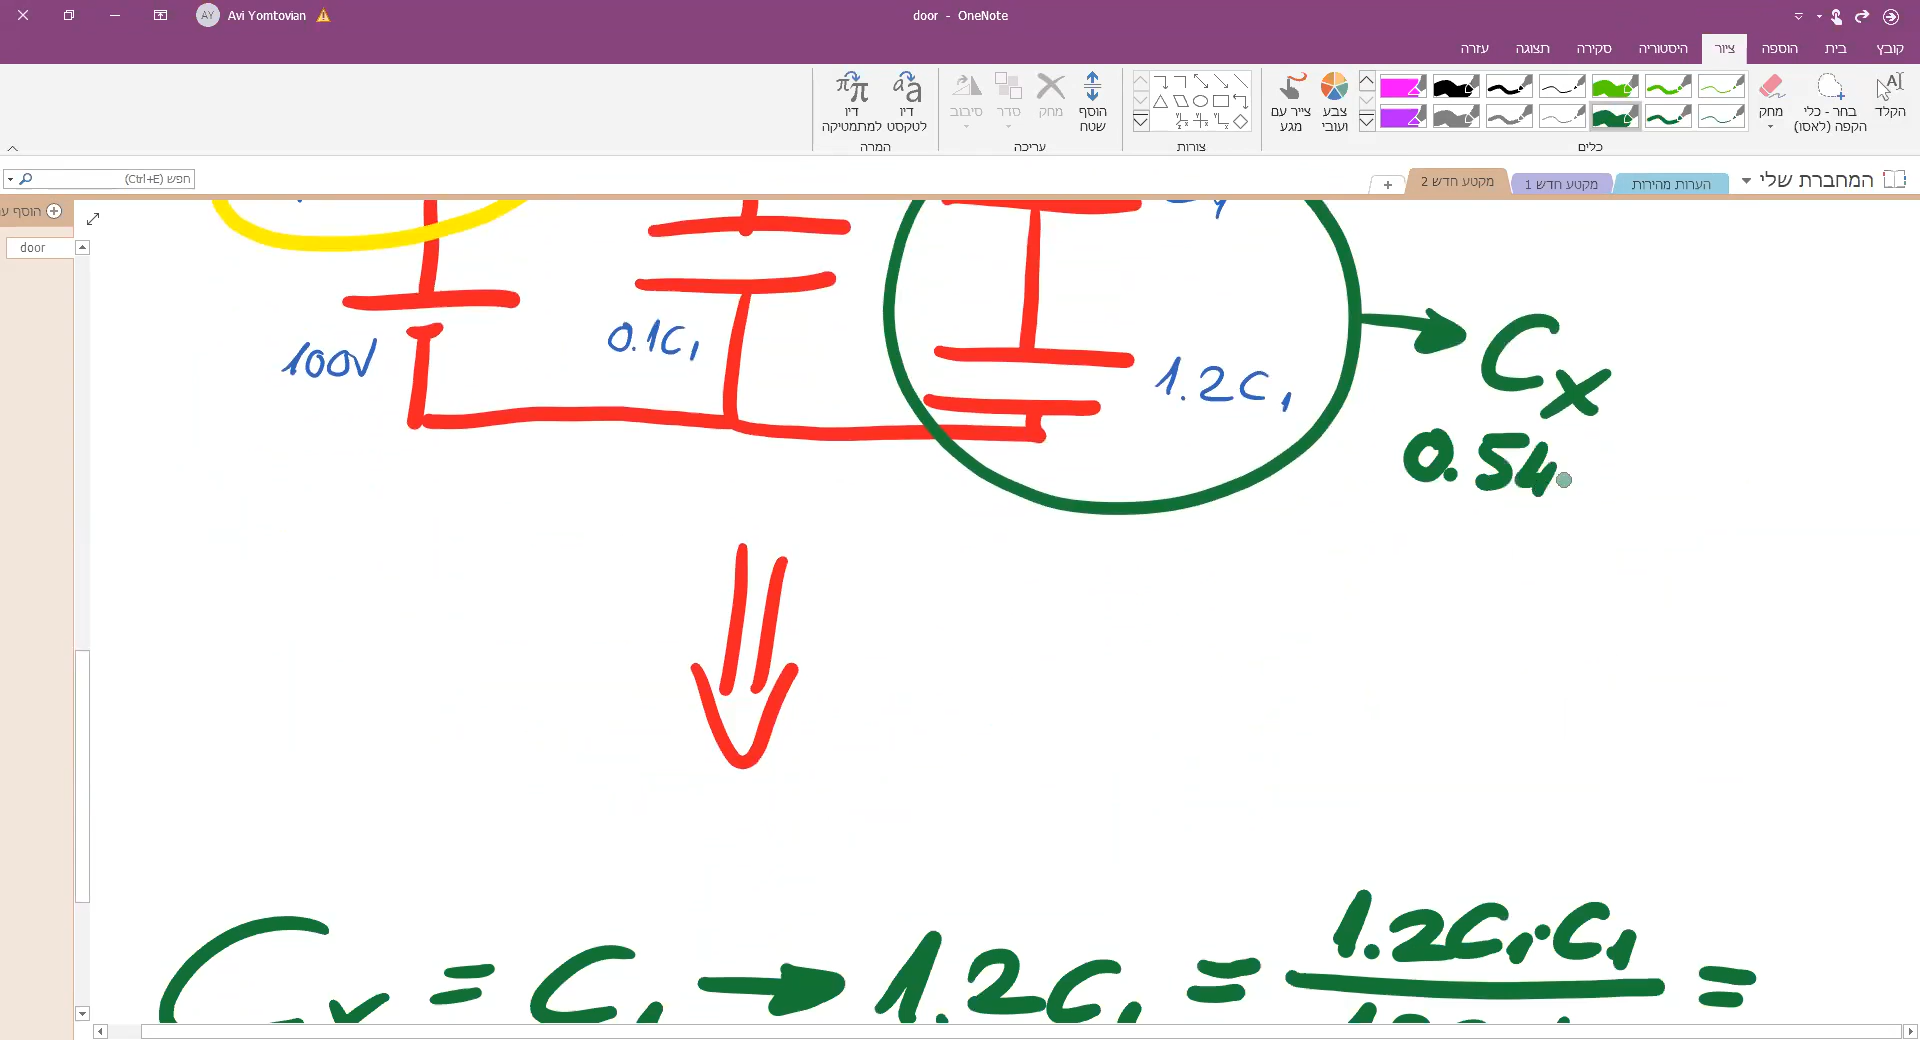 Avi Yomtovian
door - OneNote
קובץ
בית
הוספה
ציור
היסטוריה
סקירה
תצוגה
עזרה
הקלד
בחר - כלי הקפה (לאסו)
מחק
כלים
צבע ועובי
צייר עם מגע
צורות
הוסף שטח
מחק
סדר
סיבוב
עריכה
דיו לטקסט
דיו למתמטיקה
המרה
המחברת שלי
הערות מהירות
מקטע חדש 1
מקטע חדש 2
+
חפש (Ctrl+E)
door
100V
0.1C₁
1.2C₁
Cx
0.54
Cx = C₁ → 1.2C₁ = 1.2C₁·C₁ =